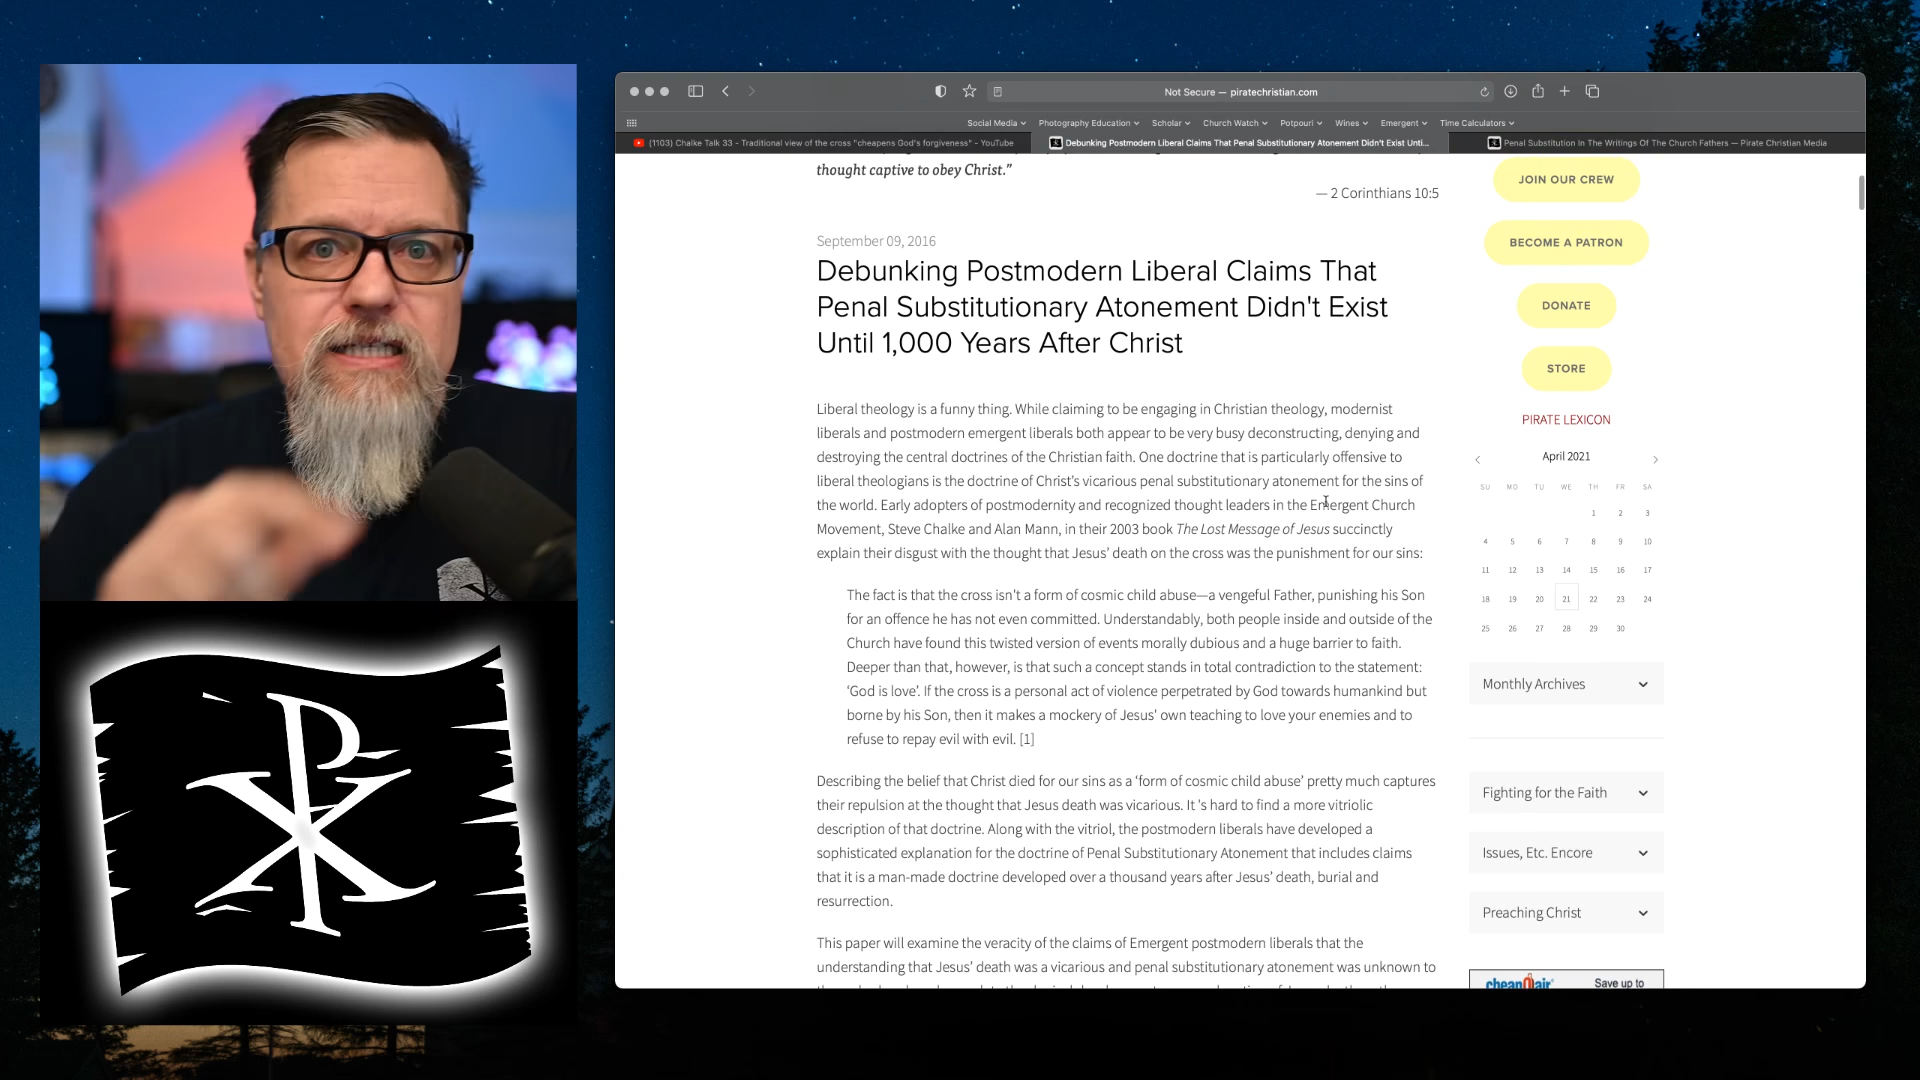 Not Secure — piratechristian.com
Social Media
Photography Education
Scholar
Church Watch
Potpouri
Wines
Emergent
Time Calculators
(1103) Chalke Talk 33 - Traditional view of the cross "cheapens God's forgiveness" - YouTube
Debunking Postmodern Liberal Claims That Penal Substitutionary Atonement Didn't Exist Unti...
Penal Substitution In The Writings Of The Church Fathers — Pirate Christian Media
thought captive to obey Christ.”
— 2 Corinthians 10:5
September 09, 2016
Debunking Postmodern Liberal Claims That
Penal Substitutionary Atonement Didn't Exist
Until 1,000 Years After Christ
Liberal theology is a funny thing. While claiming to be engaging in Christian theology, modernist
liberals and postmodern emergent liberals both appear to be very busy deconstructing, denying and
destroying the central doctrines of the Christian faith. One doctrine that is particularly offensive to
liberal theologians is the doctrine of Christ’s vicarious penal substitutionary atonement for the sins of
the world. Early adopters of postmodernity and recognized thought leaders in the Emergent Church
Movement, Steve Chalke and Alan Mann, in their 2003 book The Lost Message of Jesus succinctly
explain their disgust with the thought that Jesus’ death on the cross was the punishment for our sins:
The fact is that the cross isn't a form of cosmic child abuse—a vengeful Father, punishing his Son
for an offence he has not even committed. Understandably, both people inside and outside of the
Church have found this twisted version of events morally dubious and a huge barrier to faith.
Deeper than that, however, is that such a concept stands in total contradiction to the statement:
‘God is love’. If the cross is a personal act of violence perpetrated by God towards humankind but
borne by his Son, then it makes a mockery of Jesus’ own teaching to love your enemies and to
refuse to repay evil with evil. [1]
Describing the belief that Christ died for our sins as a ‘form of cosmic child abuse’ pretty much captures
their repulsion at the thought that Jesus death was vicarious. It ’s hard to find a more vitriolic
description of that doctrine. Along with the vitriol, the postmodern liberals have developed a
sophisticated explanation for the doctrine of Penal Substitutionary Atonement that includes claims
that it is a man-made doctrine developed over a thousand years after Jesus’ death, burial and
resurrection.
This paper will examine the veracity of the claims of Emergent postmodern liberals that the
understanding that Jesus’ death was a vicarious and penal substitutionary atonement was unknown to
JOIN OUR CREW
BECOME A PATRON
DONATE
STORE
PIRATE LEXICON
April 2021
SU MO TU WE TH FR SA
1 2 3
4 5 6 7 8 9 10
11 12 13 14 15 16 17
18 19 20 21 22 23 24
25 26 27 28 29 30
Monthly Archives
Fighting for the Faith
Issues, Etc. Encore
Preaching Christ
Save up to